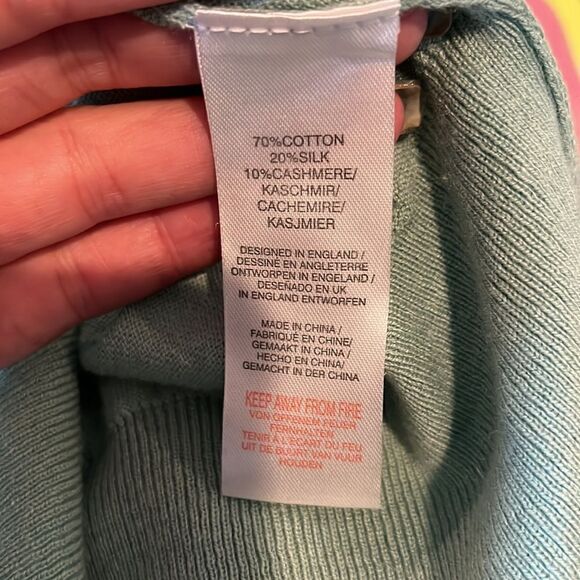 70%COTTON
20%SILK
10%CASHMERE/
KASCHMIR/
CACHEMIRE/
KASJMIER
DESIGNED IN ENGLAND /
DESSINÉ EN ANGLETERRE
ONTWORPEN IN ENGELAND /
DESEÑADO EN UK
IN ENGLAND ENTWORFEN
MADE IN CHINA /
FABRIQUÉ EN CHINE/
GEMAAKT IN CHINA /
HECHO EN CHINA/
GEMACHT IN DER CHINA
KEEP AWAY FROM FIRE
VON OFFENEM FEUER
FERNHALTEN
TENIR À L'ÉCART DU FEU
UIT DE BUURT VAN VUUR
HOUDEN